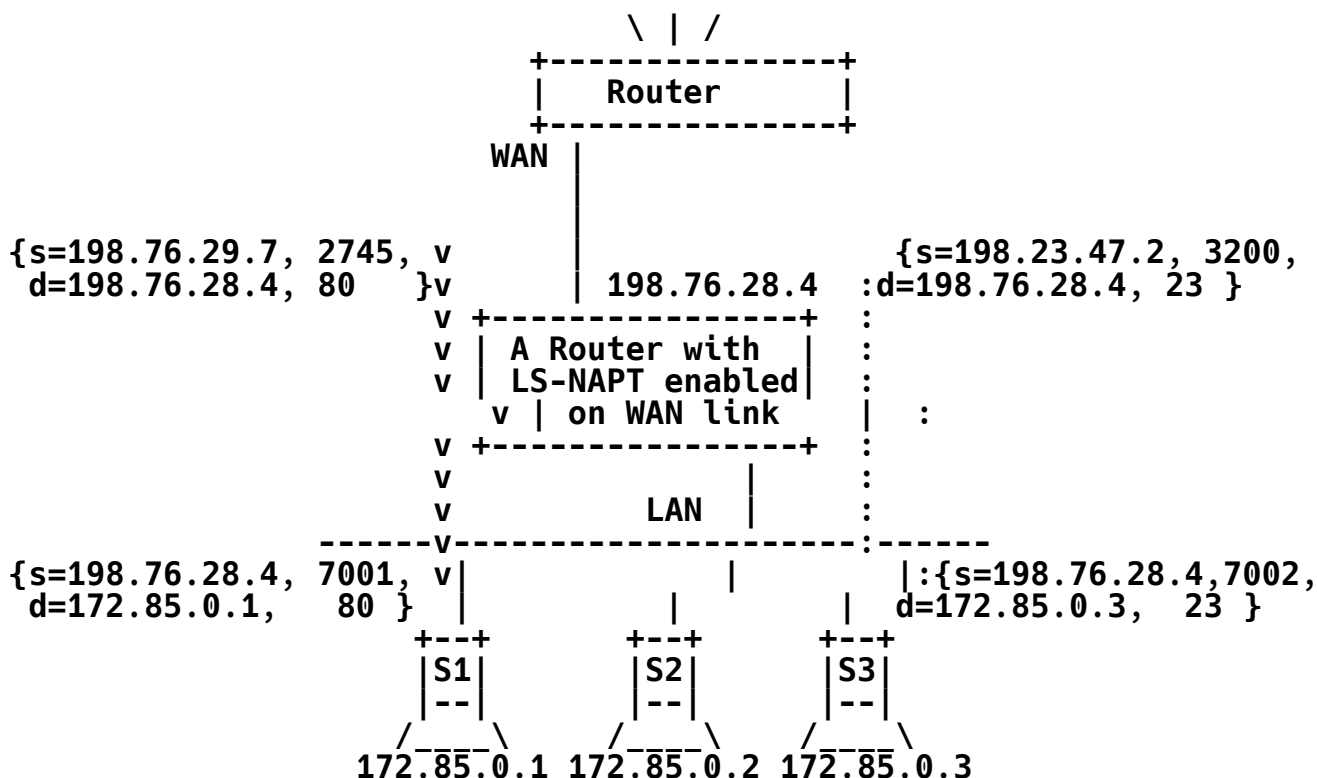 \ | /
+---------------+
|   Router      |
+---------------+
WAN |
|
|
{s=198.76.29.7, 2745, v        |                {s=198.23.47.2, 3200,
 d=198.76.28.4, 80   }v      | 198.76.28.4  :d=198.76.28.4, 23 }
v +----------------+  :
v | A Router with  |  :
v | LS-NAPT enabled|  :
v | on WAN link    |  :
v +----------------+  :
v              |     :
v          LAN  |     :
------v---------------------:------
{s=198.76.28.4, 7001, v|             |        |:{s=198.76.28.4,7002,
 d=172.85.0.1,   80 }  |          |        |  d=172.85.0.3,  23 }
+--+       +--+      +--+
|S1|       |S2|      |S3|
|--|       |--|      |--|
/____\     /____\    /____\
172.85.0.1 172.85.0.2 172.85.0.3